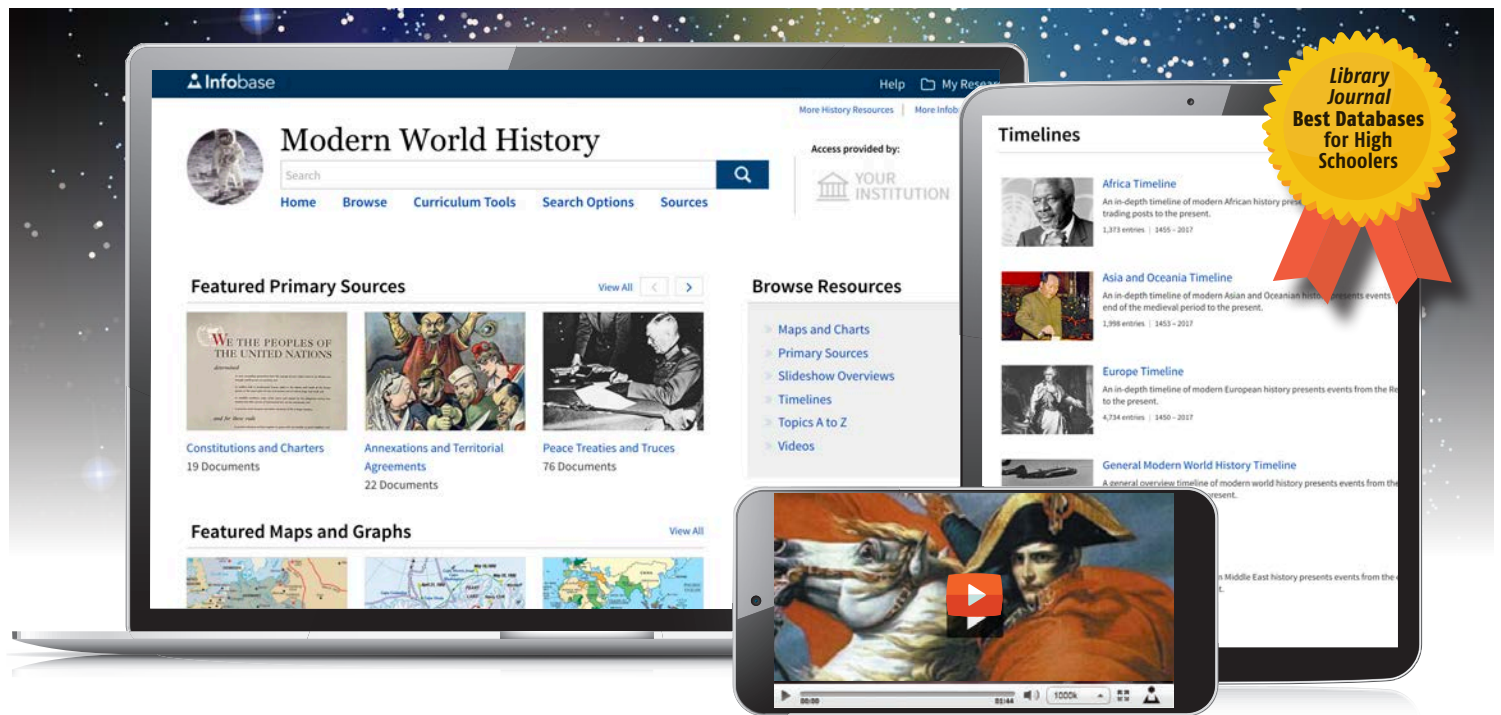 Infobase
Help My Resear
More History Resources | More Infob
Modern World History
Search
Home Browse Curriculum Tools Search Options Sources
Access provided by:
YOUR
INSTITUTION
Featured Primary Sources
View All
WE THE PEOPLES OF
THE UNITED NATIONS
determined
and for these ends
Constitutions and Charters
19 Documents
Annexations and Territorial
Agreements
22 Documents
Peace Treaties and Truces
76 Documents
Browse Resources
Maps and Charts
Primary Sources
Slideshow Overviews
Timelines
Topics A to Z
Videos
Featured Maps and Graphs
View All
Timelines
Africa Timeline
An in-depth timeline of modern African history prese
trading posts to the present.
1,373 entries | 1455 – 2017
Asia and Oceania Timeline
An in-depth timeline of modern Asian and Oceanian history presents events
end of the medieval period to the present.
1,998 entries | 1453 – 2017
Europe Timeline
An in-depth timeline of modern European history presents events from the Re
to the present.
4,734 entries | 1450 – 2017
General Modern World History Timeline
A general overview timeline of modern world history presents events from the
present.
n Middle East history presents events from the
t.
Library
Journal
Best Databases
for High
Schoolers
00:00
01:44
1000k